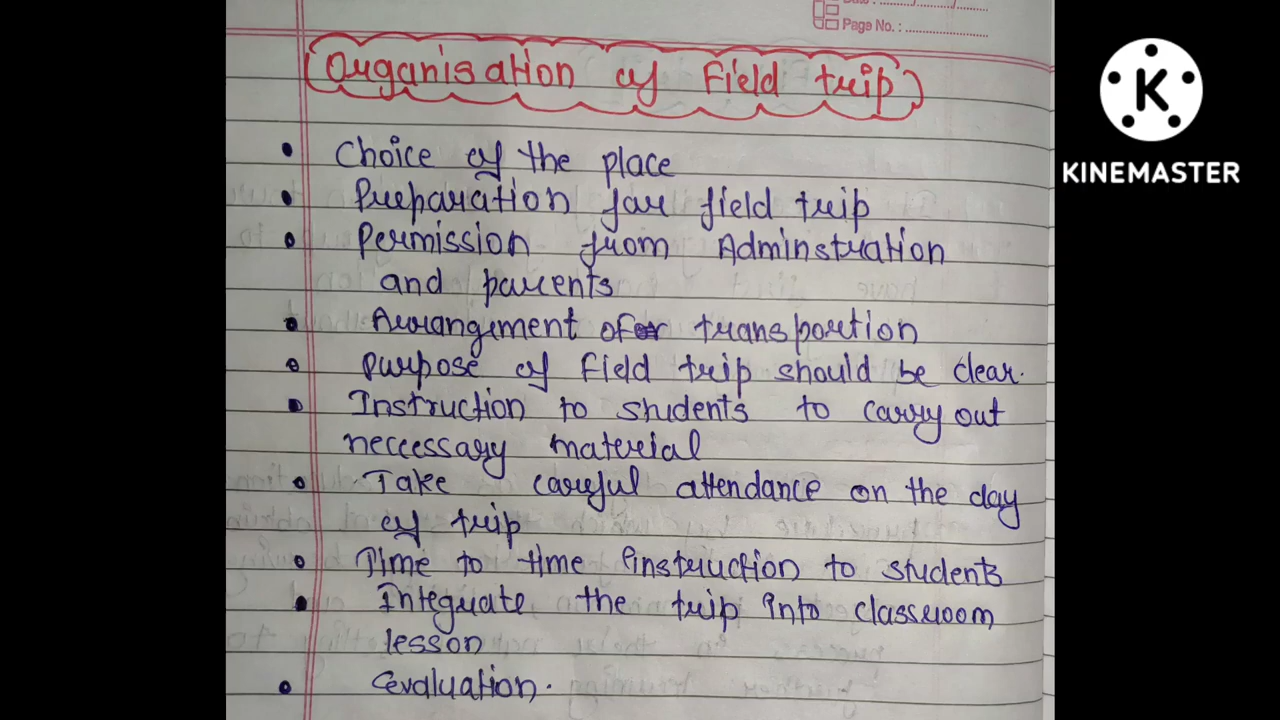 Page No. :
Organisation of Field trip
• Choice of the place
• Preparation for field trip
• Permission from Adminstration
and parents
• Arrangement of transportion
• Purpose of field trip should be clear.
• Instruction to students to carry out
neccessary material
• Take careful attendance on the day
of trip
• Time to time instruction to students
• Integrate the trip into classroom
lesson
• evaluation.
K
KINEMASTER